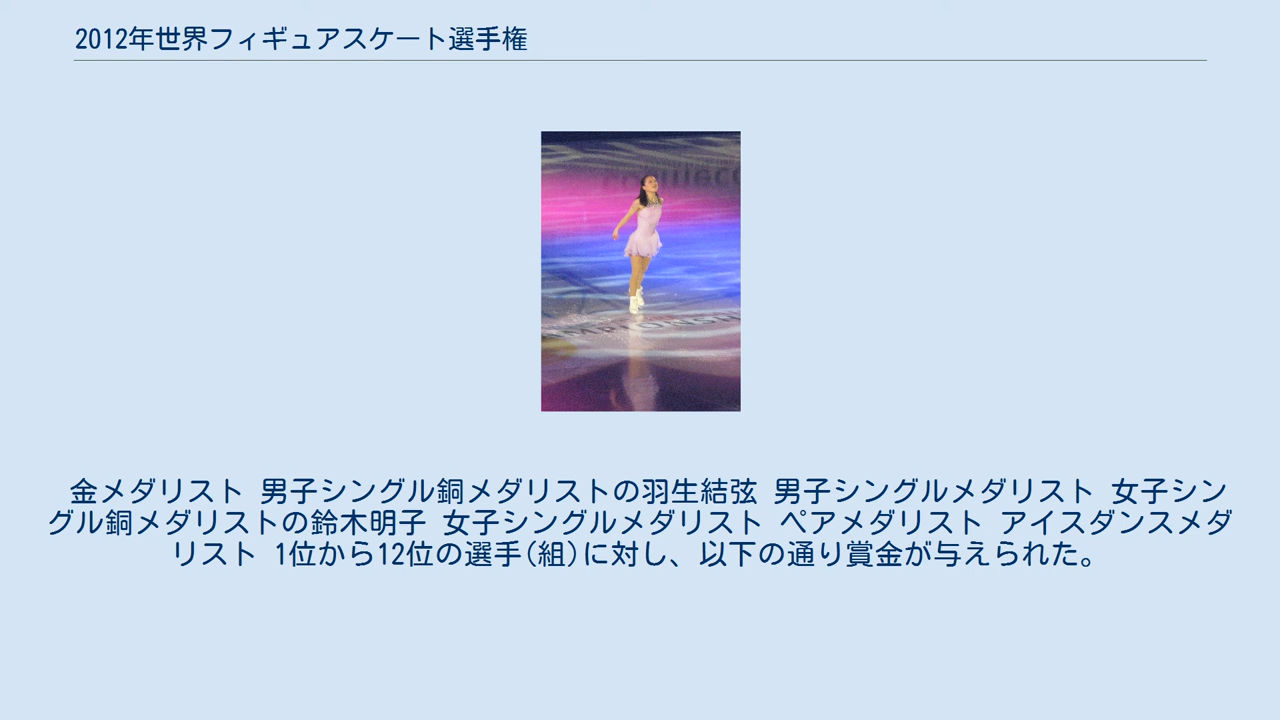 2012年世界フィギュアスケート選手権
金メダリスト 男子シングル銅メダリストの羽生結弦 男子シングルメダリスト 女子シン
グル銅メダリストの鈴木明子 女子シングルメダリスト ペアメダリスト アイスダンスメダ
リスト 1位から12位の選手(組)に対し、以下の通り賞金が与えられた。